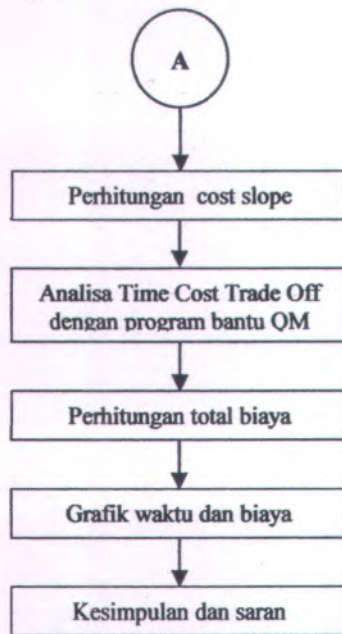 A
Perhitungan cost slope
Analisa Time Cost Trade Off
dengan program bantu QM
Perhitungan total biaya
Grafik waktu dan biaya
Kesimpulan dan saran